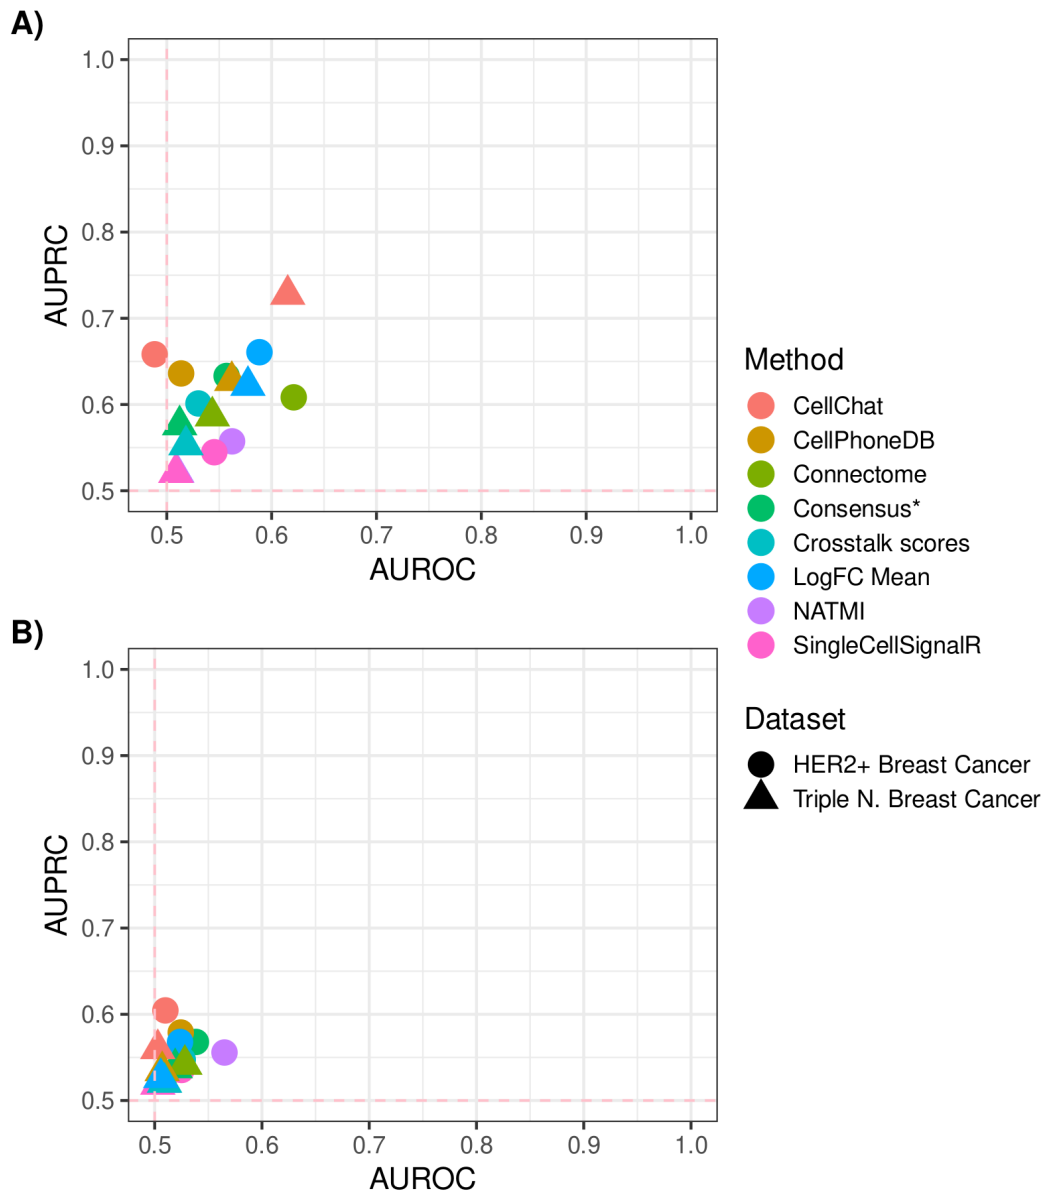 A)
1.0
0.9
0.8
0.7
0.6
0.5
AUPRC
0.5 0.6 0.7 0.8 0.9 1.0
AUROC
B)
1.0
0.9
0.8
0.7
0.6
0.5
AUPRC
0.5 0.6 0.7 0.8 0.9 1.0
AUROC
Method
CellChat
CellPhoneDB
Connectome
Consensus*
Crosstalk scores
LogFC Mean
NATMI
SingleCellSignalR
Dataset
HER2+ Breast Cancer
Triple N. Breast Cancer